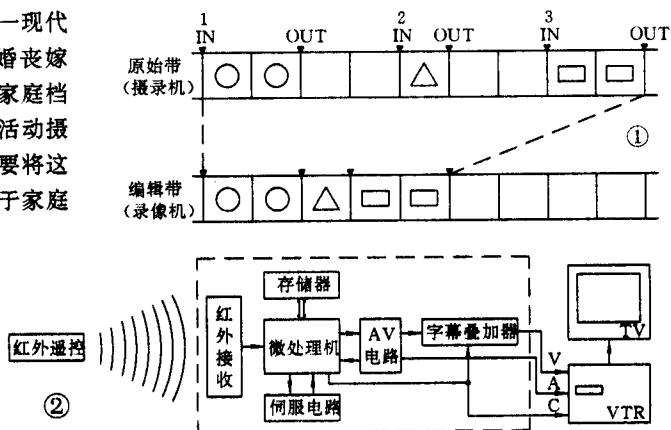 一现代
婚丧嫁
家庭档
活动摄
要将这
于家庭
1 2 3
IN OUT IN OUT IN OUT
原始带
(摄录机)
①
编辑带
(录像机)
存储器
红外接收
微处理机
AV
电路
字幕叠加器
伺服电路
红外遥控
②
V
A
C
TV
VTR